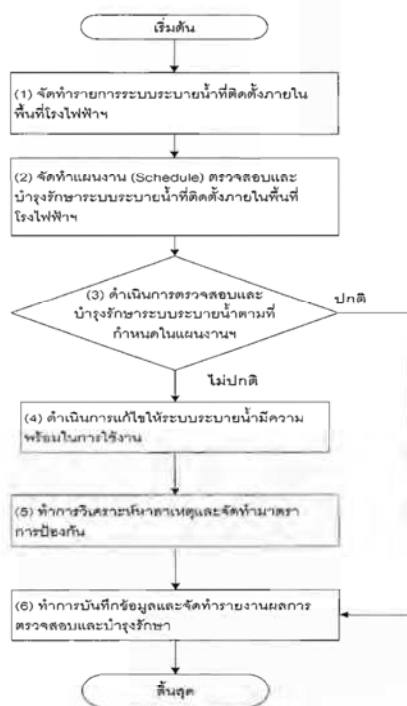 เริ่มต้น
(1) จัดทำรายการระบบระบายน้ำที่ติดตั้งภายใน
พื้นที่โรงไฟฟ้าฯ
(2) จัดทำแผนงาน (Schedule) ตรวจสอบและ
บำรุงรักษาระบบระบายน้ำที่ติดตั้งภายในพื้นที่
โรงไฟฟ้าฯ
(3) ดำเนินการตรวจสอบและ
บำรุงรักษาระบบระบายน้ำตามที่
กำหนดในแผนงานฯ
ปกติ
ไม่ปกติ
(4) ดำเนินการแก้ไขให้ระบบระบายน้ำมีความ
พร้อมในการใช้งาน
(5) ทำการวิเคราะห์หาสาเหตุและจัดทำมาตรา
การป้องกัน
(6) ทำการบันทึกข้อมูลและจัดทำรายงานผลการ
ตรวจสอบและบำรุงรักษา
สิ้นสุด